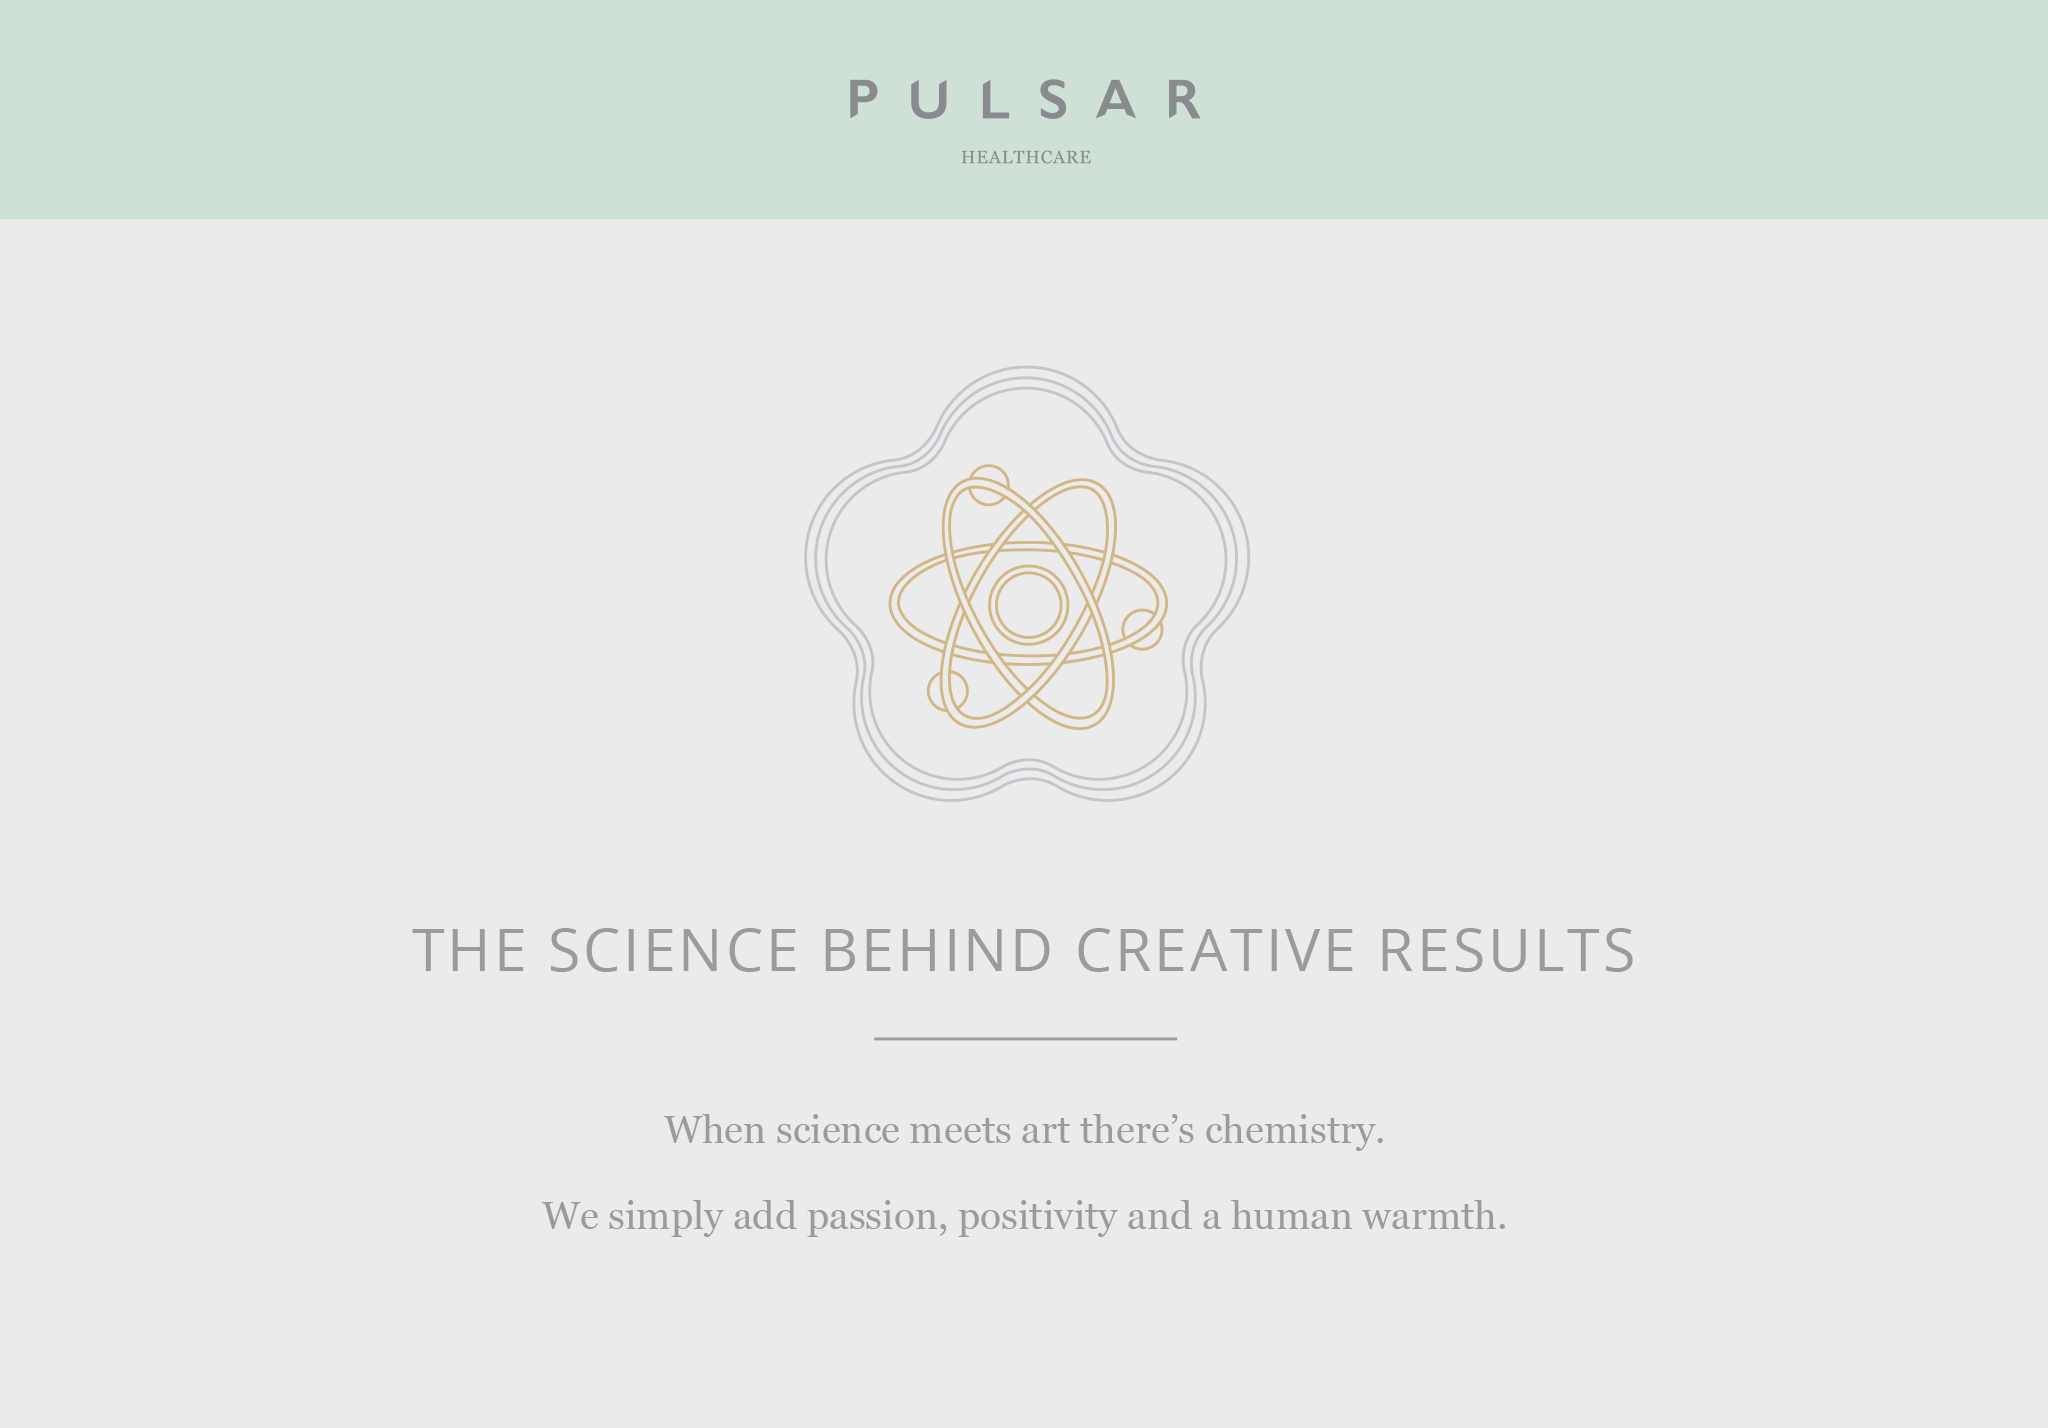 PULSAR
HEALTHCARE
THE SCIENCE BEHIND CREATIVE RESULTS
When science meets art there’s chemistry.
We simply add passion, positivity and a human warmth.